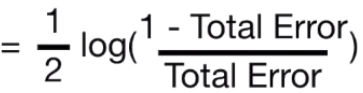 = 1/2 log(1 - Total Error / Total Error)